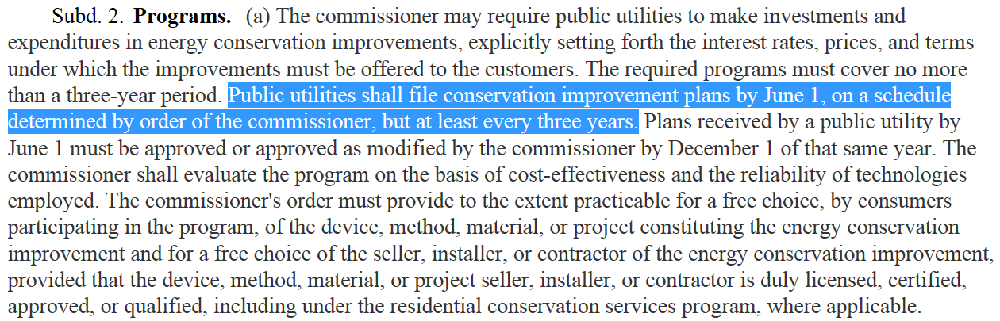 Subd. 2. Programs. (a) The commissioner may require public utilities to make investments and
expenditures in energy conservation improvements, explicitly setting forth the interest rates, prices, and terms
under which the improvements must be offered to the customers. The required programs must cover no more
than a three-year period. Public utilities shall file conservation improvement plans by June 1, on a schedule
determined by order of the commissioner, but at least every three years. Plans received by a public utility by
June 1 must be approved or approved as modified by the commissioner by December 1 of that same year. The
commissioner shall evaluate the program on the basis of cost-effectiveness and the reliability of technologies
employed. The commissioner's order must provide to the extent practicable for a free choice, by consumers
participating in the program, of the device, method, material, or project constituting the energy conservation
improvement and for a free choice of the seller, installer, or contractor of the energy conservation improvement,
provided that the device, method, material, or project seller, installer, or contractor is duly licensed, certified,
approved, or qualified, including under the residential conservation services program, where applicable.